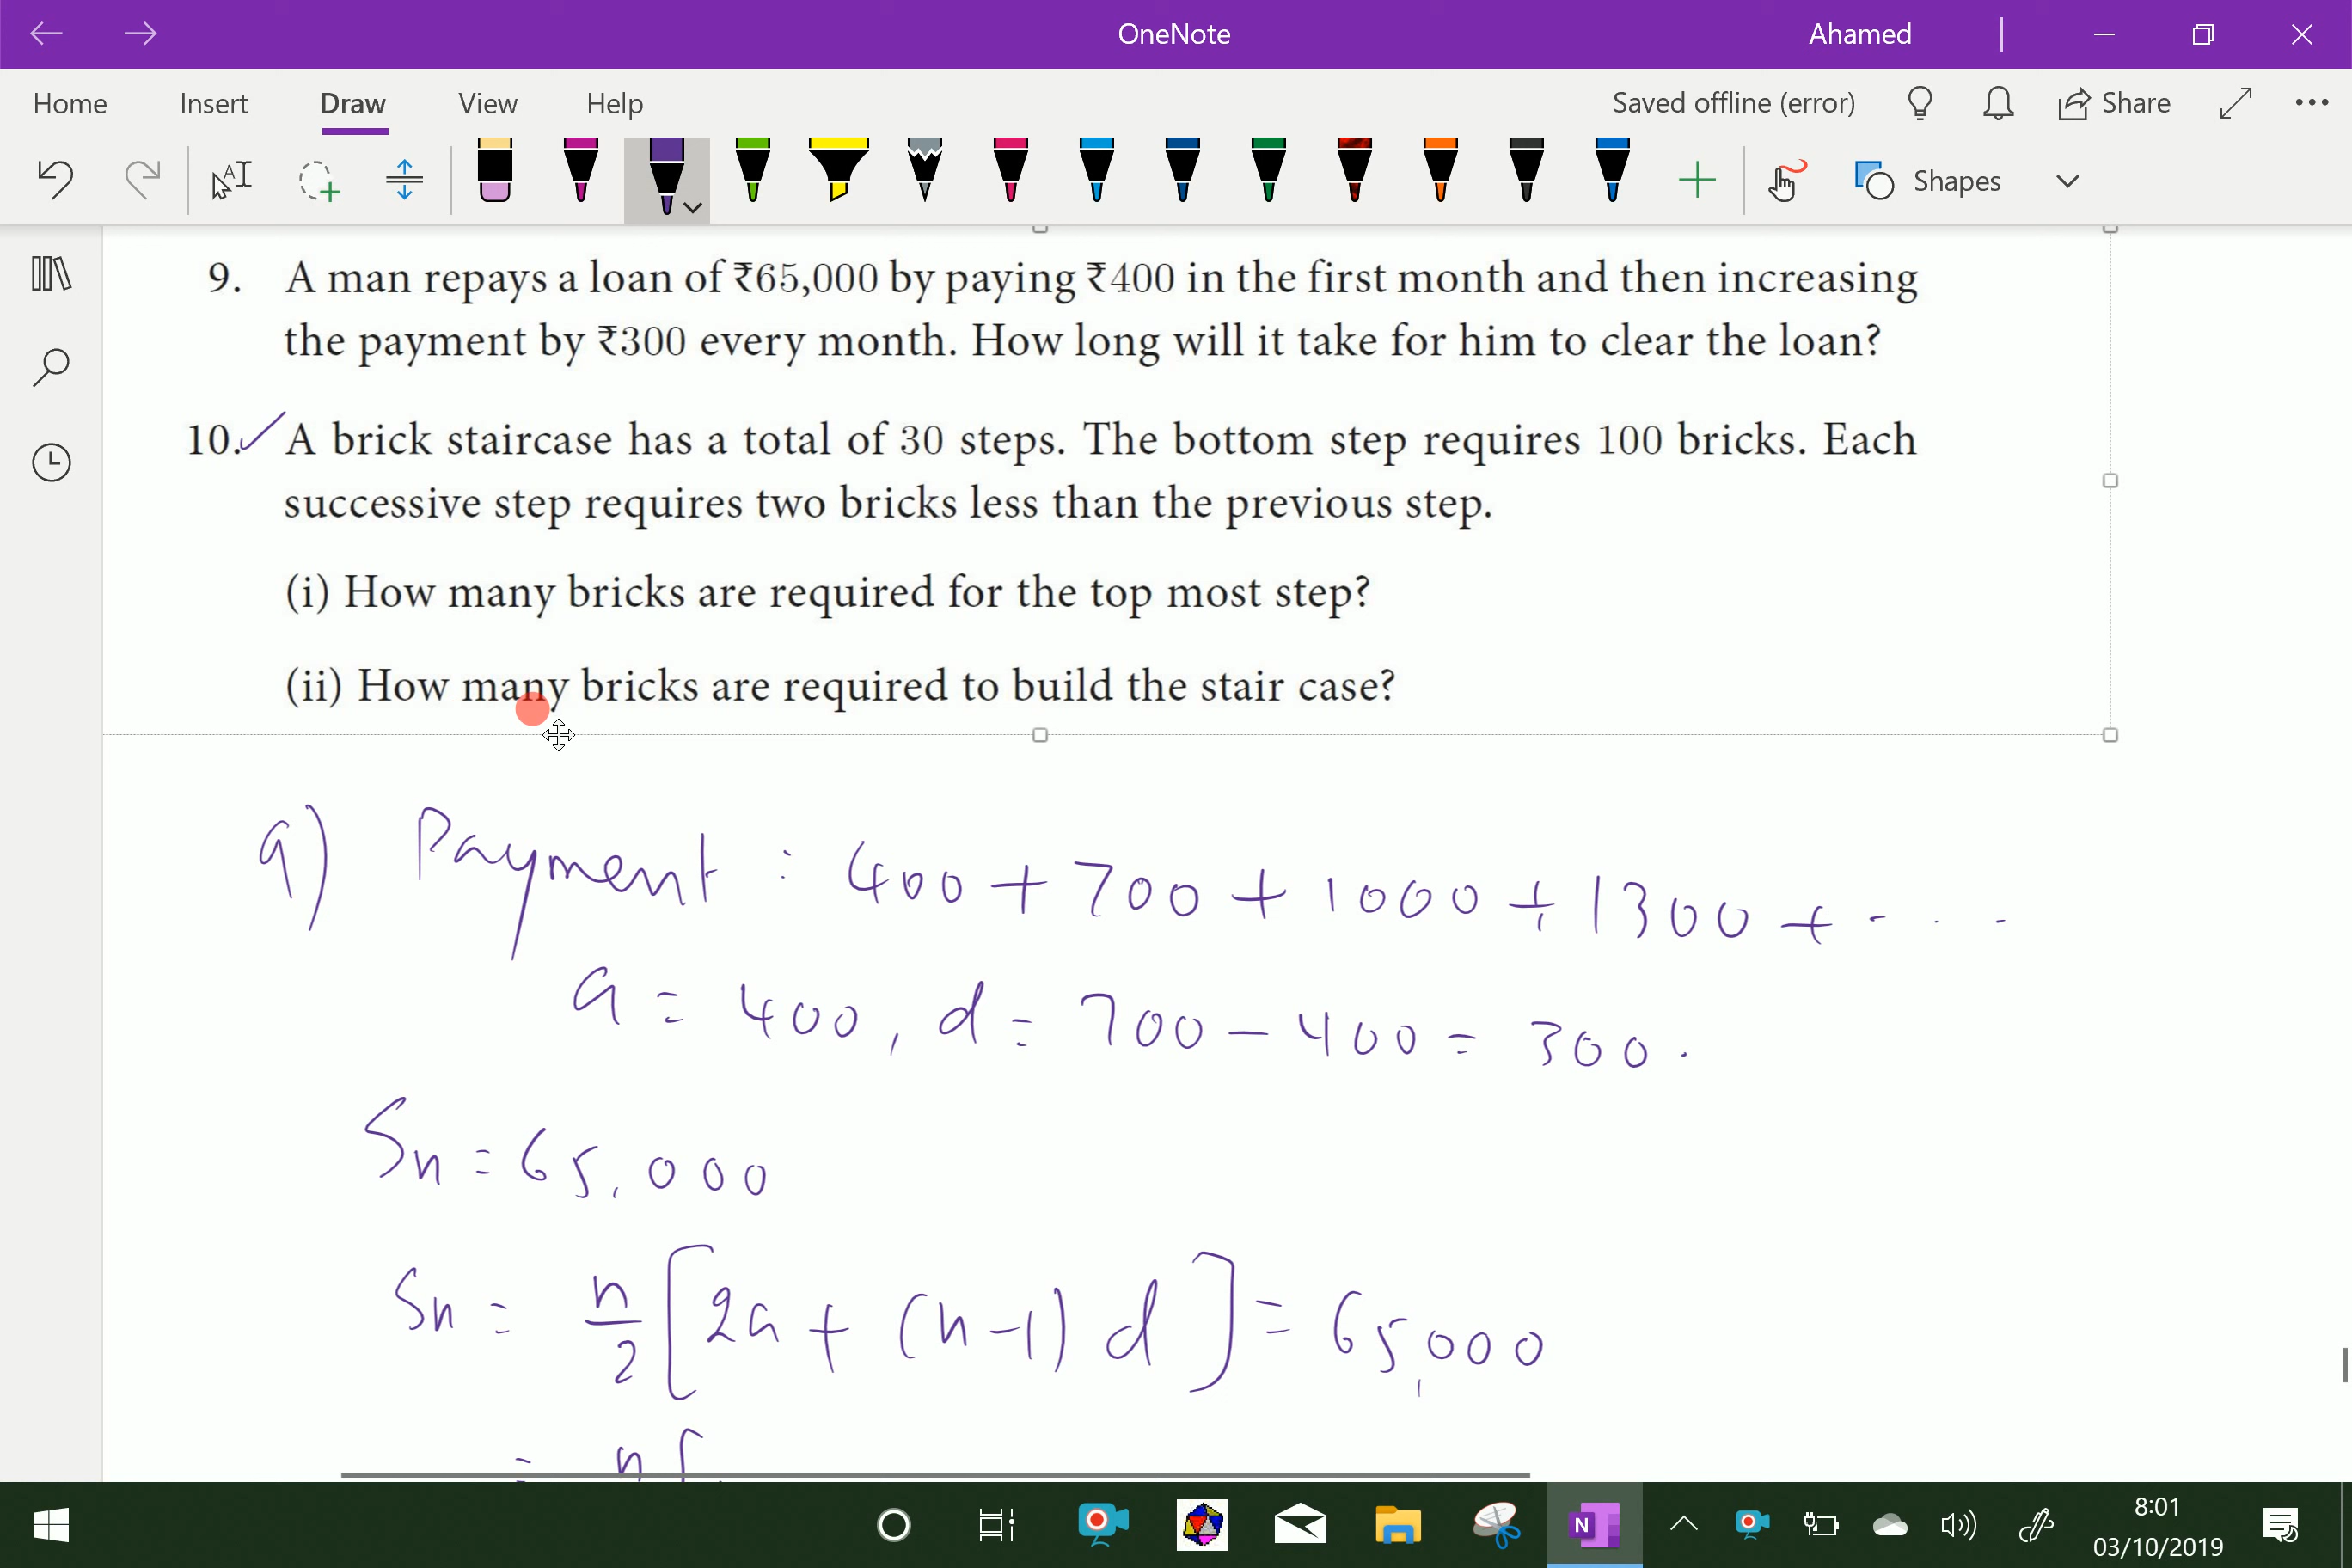 OneNote
Ahamed
Home Insert Draw View Help
Saved offline (error) Share
Shapes
9. A man repays a loan of ₹65,000 by paying ₹400 in the first month and then increasing
the payment by ₹300 every month. How long will it take for him to clear the loan?
10. A brick staircase has a total of 30 steps. The bottom step requires 100 bricks. Each
successive step requires two bricks less than the previous step.
(i) How many bricks are required for the top most step?
(ii) How many bricks are required to build the stair case?
9) Payment : 400 + 700 + 1000 + 1300 + - . . .
a = 400, d = 700 - 400 = 300.
Sn = 65,000
Sn = n/2 [2a + (n-1) d] = 65,000
= n[
N
8:01
03/10/2019